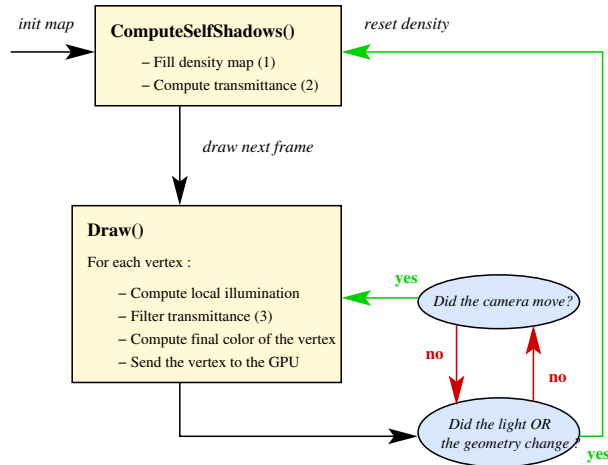 init map
ComputeSelfShadows()
reset density
– Fill density map (1)
– Compute transmittance (2)
draw next frame
Draw()
For each vertex :
– Compute local illumination
– Filter transmittance (3)
– Compute final color of the vertex
– Send the vertex to the GPU
yes
Did the camera move?
no
no
Did the light OR
the geometry change ?
yes